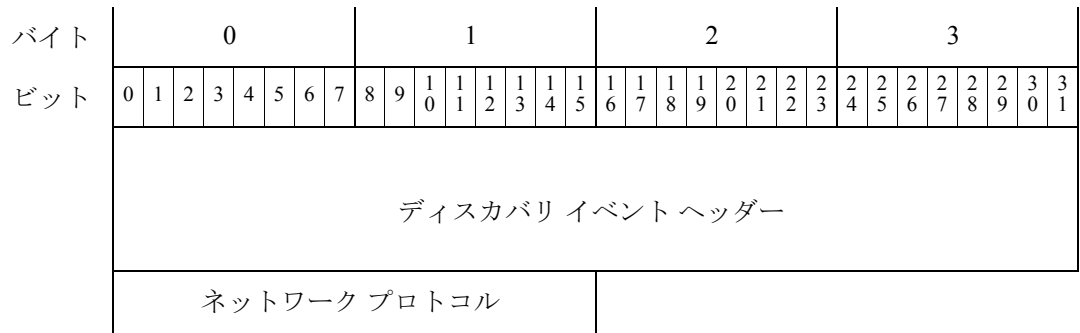 バイト 0 1 2 3
ビット 0 1 2 3 4 5 6 7 8 9 10 11 12 13 14 15 16 17 18 19 20 21 22 23 24 25 26 27 28 29 30 31
ディスカバリ イベント ヘッダー
ネットワーク プロトコル